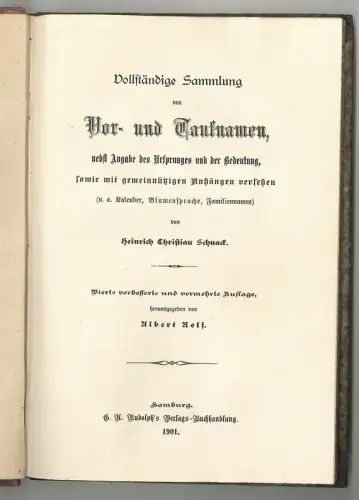 Vollständige Sammlung
von
Vor- und Taufnamen,
nebst Angabe des Ursprunges und der Bedeutung,
sowie mit gemeinnützigen Anhängen versehen
(u. a. Kalender, Blumensprache, Familiennamen)
von
Heinrich Christian Schnack.
Vierte verbesserte und vermehrte Auflage,
herausgegeben von
Albert Rolf.
Hamburg.
G. A. Rudolph's Verlags-Buchhandlung.
1901.